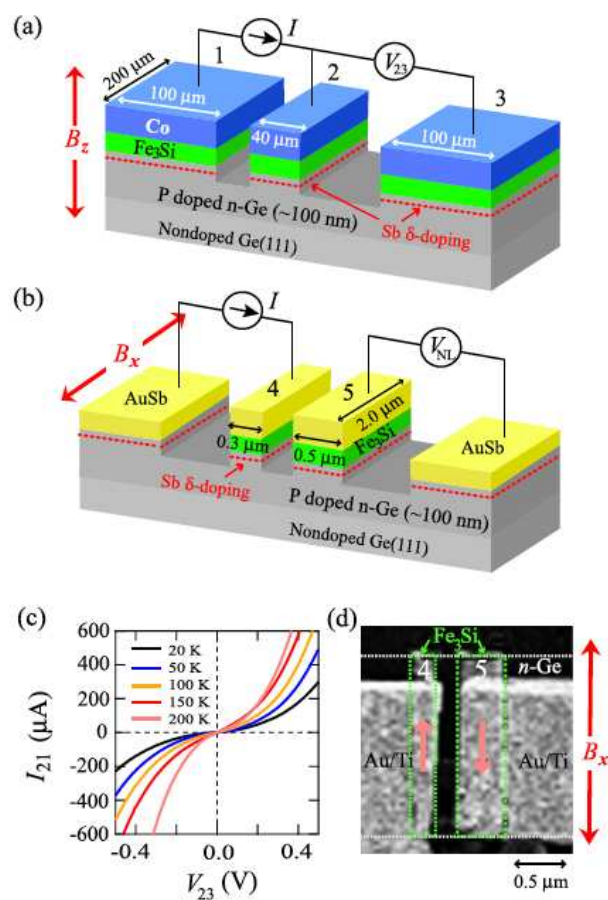 (a)
I
V23
1
2
3
200 μm
100 μm
40 μm
100 μm
Bz
Co
Fe3Si
P doped n-Ge (~100 nm)
Sb δ-doping
Nondoped Ge(111)
(b)
I
VNL
Bx
AuSb
4
5
2.0 μm
AuSb
0.3 μm
0.5 μm
Fe3Si
Sb δ-doping
P doped n-Ge (~100 nm)
Nondoped Ge(111)
(c)
600
400
200
0
-200
-400
-600
I21 (μA)
20 K
50 K
100 K
150 K
200 K
-0.4
0.0
0.4
V23 (V)
(d)
Fe3Si
4
5
n-Ge
Au/Ti
Au/Ti
Bx
0.5 μm